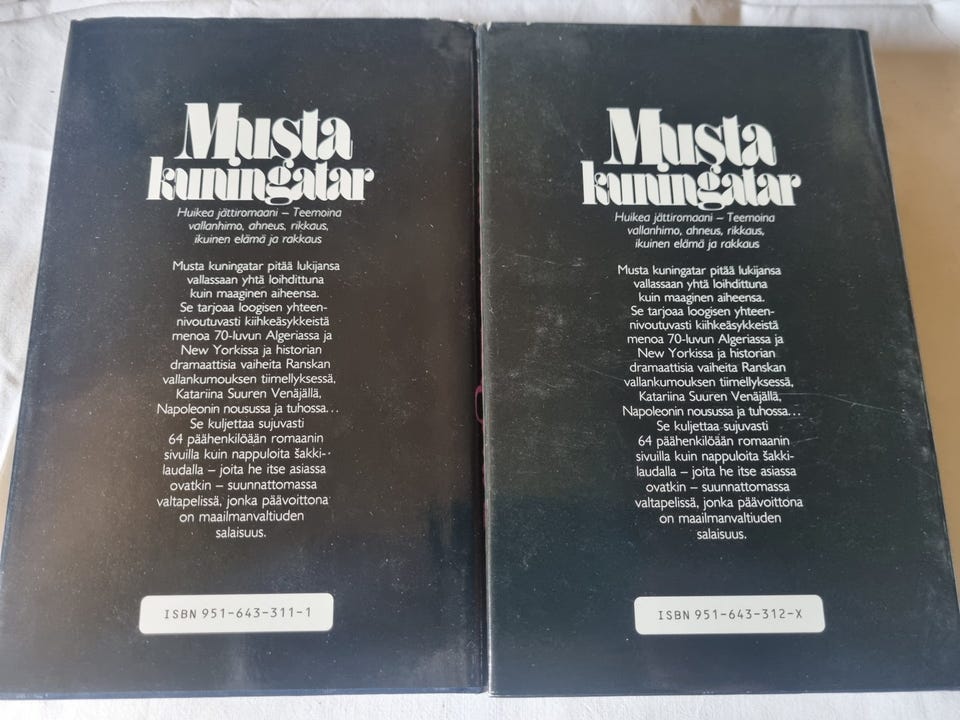 Musta
kuningatar
Huikea jättiromaani – Teemoina
vallanhimo, ahneus, rikkaus,
ikuinen elämä ja rakkaus
Musta kuningatar pitää lukijansa
vallassaan yhtä loihdittuna
kuin maaginen aiheensa.
Se tarjoaa loogisen yhteen-
nivoutuvasti kiihkeäsykkeistä
menoa 70-luvun Algeriassa ja
New Yorkissa ja historian
dramaattisia vaiheita Ranskan
vallankumouksen tiimellyksessä,
Katariina Suuren Venäjällä,
Napoleonin nousussa ja tuhossa...
Se kuljettaa sujuvasti
64 päähenkilöään romaanin
sivuilla kuin nappuloita šakki-
laudalla – joita he itse asiassa
ovatkin – suunnattomassa
valtapelissä, jonka päävoittona
on maailmanvaltiuden
salaisuus.
ISBN 951-643-311-1
Musta
kuningatar
Huikea jättiromaani – Teemoina
vallanhimo, ahneus, rikkaus,
ikuinen elämä ja rakkaus
Musta kuningatar pitää lukijansa
vallassaan yhtä loihdittuna
kuin maaginen aiheensa.
Se tarjoaa loogisen yhteen-
nivoutuvasti kiihkeäsykkeistä
menoa 70-luvun Algeriassa ja
New Yorkissa ja historian
dramaattisia vaiheita Ranskan
vallankumouksen tiimellyksessä,
Katariina Suuren Venäjällä,
Napoleonin nousussa ja tuhossa...
Se kuljettaa sujuvasti
64 päähenkilöään romaanin
sivuilla kuin nappuloita šakki-
laudalla – joita he itse asiassa
ovatkin – suunnattomassa
valtapelissä, jonka päävoittona
on maailmanvaltiuden
salaisuus.
ISBN 951-643-312-X